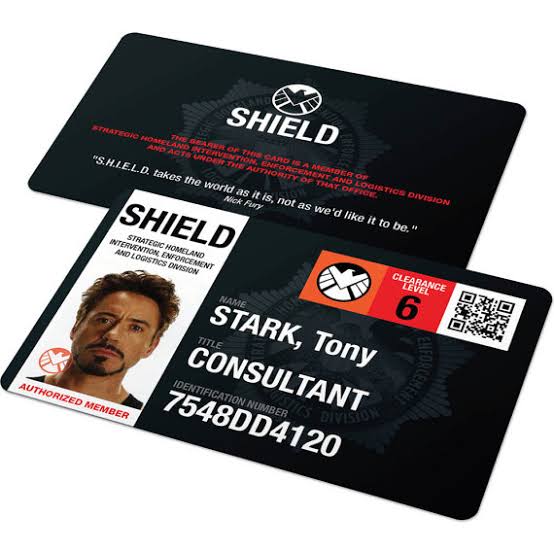 SHIELD
THE BEARER OF THIS CARD IS A MEMBER OF
STRATEGIC HOMELAND INTERVENTION, ENFORCEMENT AND LOGISTICS DIVISION
AND ACTS UNDER THE AUTHORITY OF THAT OFFICE.
"S.H.I.E.L.D. takes the world as it is, not as we'd like it to be."
Nick Fury
SHIELD
STRATEGIC HOMELAND
INTERVENTION, ENFORCEMENT
AND LOGISTICS DIVISION
AUTHORIZED MEMBER
CLEARANCE
LEVEL
6
NAME
STARK, Tony
TITLE
CONSULTANT
IDENTIFICATION NUMBER
7548DD4120